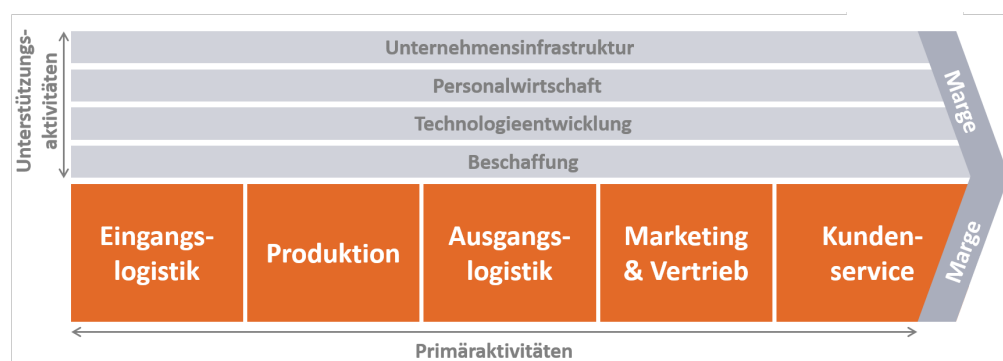 Unterstützungs-
aktivitäten
Unternehmensinfrastruktur
Personalwirtschaft
Technologieentwicklung
Beschaffung
Marge
Eingangs-
logistik
Produktion
Ausgangs-
logistik
Marketing
& Vertrieb
Kunden-
service
Marge
Primäraktivitäten